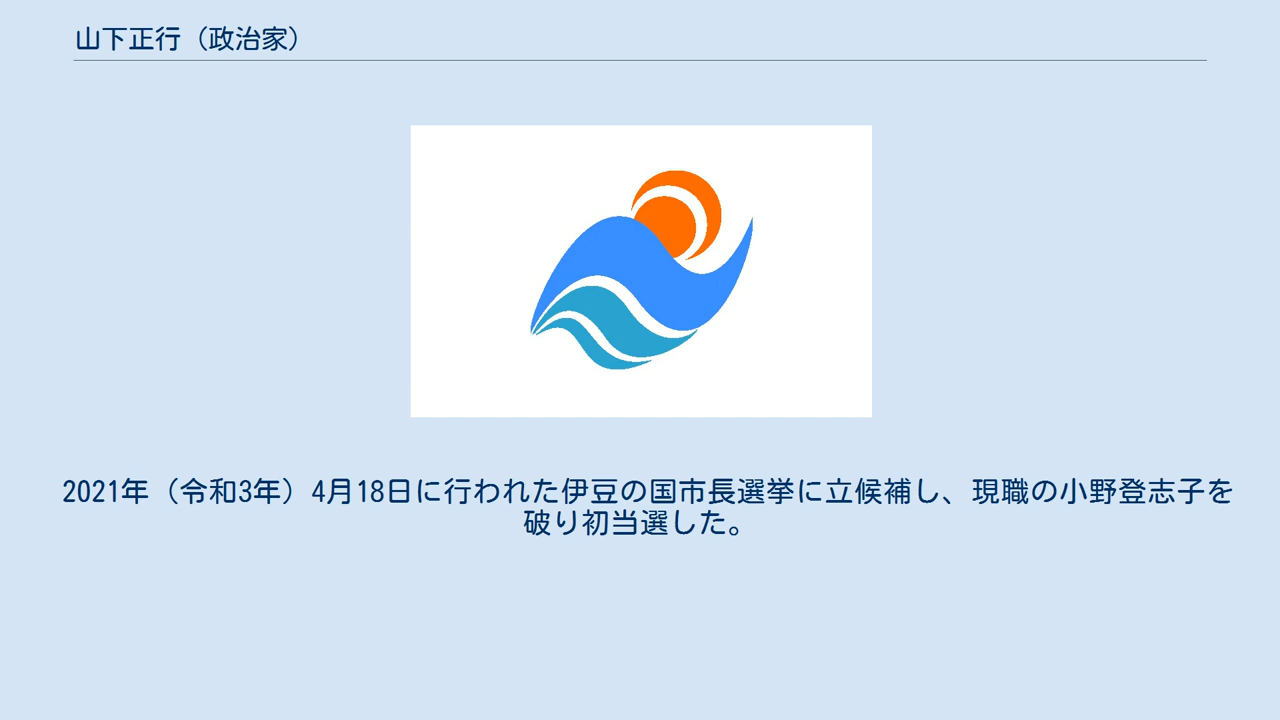 山下正行（政治家）
2021年（令和3年）4月18日に行われた伊豆の国市長選挙に立候補し、現職の小野登志子を
破り初当選した。